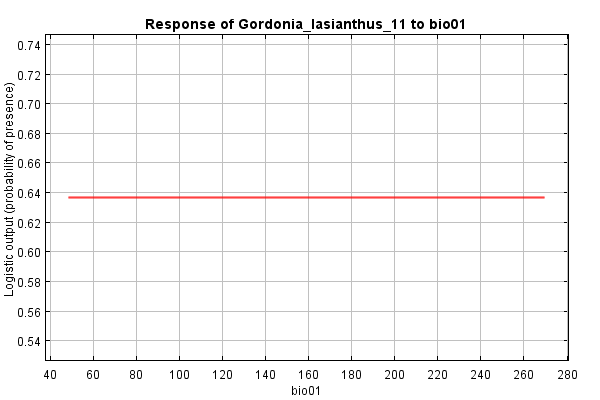 Response of Gordonia_lasianthus_11 to bio01
Logistic output (probability of presence)
0.74
0.72
0.70
0.68
0.66
0.64
0.62
0.60
0.58
0.56
0.54
40 60 80 100 120 140 160 180 200 220 240 260 280
bio01